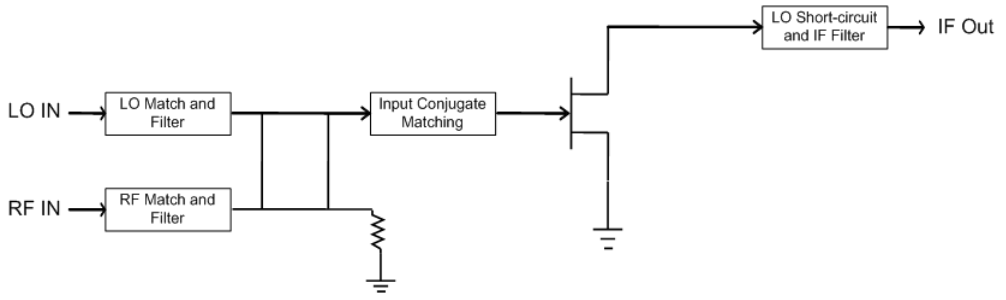 LO Short-circuit
and IF Filter
IF Out
LO IN
LO Match and
Filter
Input Conjugate
Matching
RF IN
RF Match and
Filter